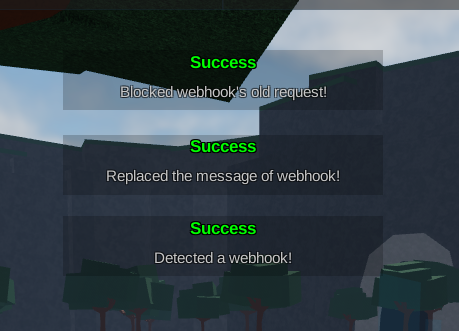 Success
Blocked webhook's old request!
Success
Replaced the message of webhook!
Success
Detected a webhook!